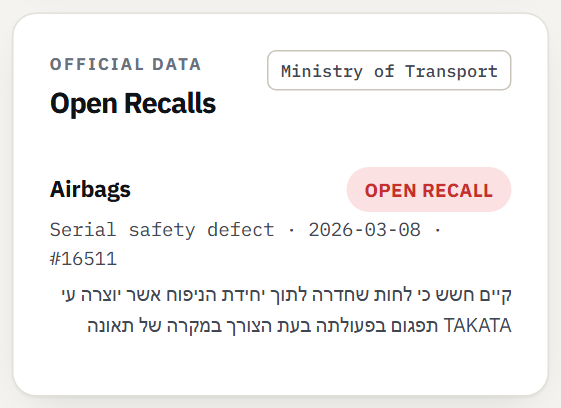 OFFICIAL DATA
Ministry of Transport
Open Recalls
Airbags
OPEN RECALL
Serial safety defect · 2026-03-08 ·
#16511
קיים חשש כי לחות שחדרה לתוך יחידת הניפוח אשר יוצרה עי
TAKATA תפגום בפעולתה בעת הצורך במקרה של תאונה